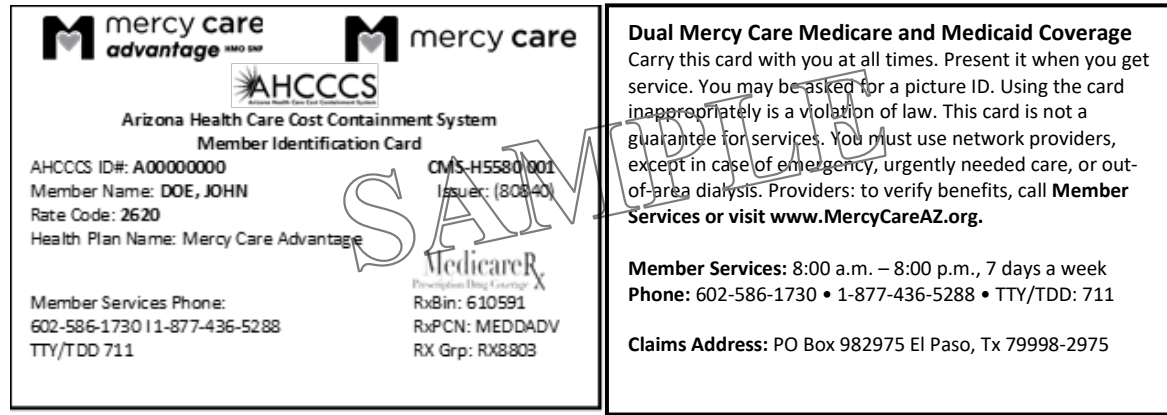 mercy care
advantage HMO SNP
mercy care
AHCCCS
Arizona Health Care Cost Containment System
Arizona Health Care Cost Containment System
Member Identification Card
AHCCCS ID#: A00000000 CMS-H5580 001
Member Name: DOE, JOHN Issuer: (80840)
Rate Code: 2620
Health Plan Name: Mercy Care Advantage
MedicareRx
Prescription Drug Coverage
Member Services Phone: RxBin: 610591
602-586-1730 I 1-877-436-5288 RxPCN: MEDDADV
TTY/TDD 711 RX Grp: RX8803
Dual Mercy Care Medicare and Medicaid Coverage
Carry this card with you at all times. Present it when you get
service. You may be asked for a picture ID. Using the card
inappropriately is a violation of law. This card is not a
guarantee for services. You must use network providers,
except in case of emergency, urgently needed care, or out-
of-area dialysis. Providers: to verify benefits, call Member
Services or visit www.MercyCareAZ.org.
Member Services: 8:00 a.m. – 8:00 p.m., 7 days a week
Phone: 602-586-1730 • 1-877-436-5288 • TTY/TDD: 711
Claims Address: PO Box 982975 El Paso, Tx 79998-2975
SAMPLE